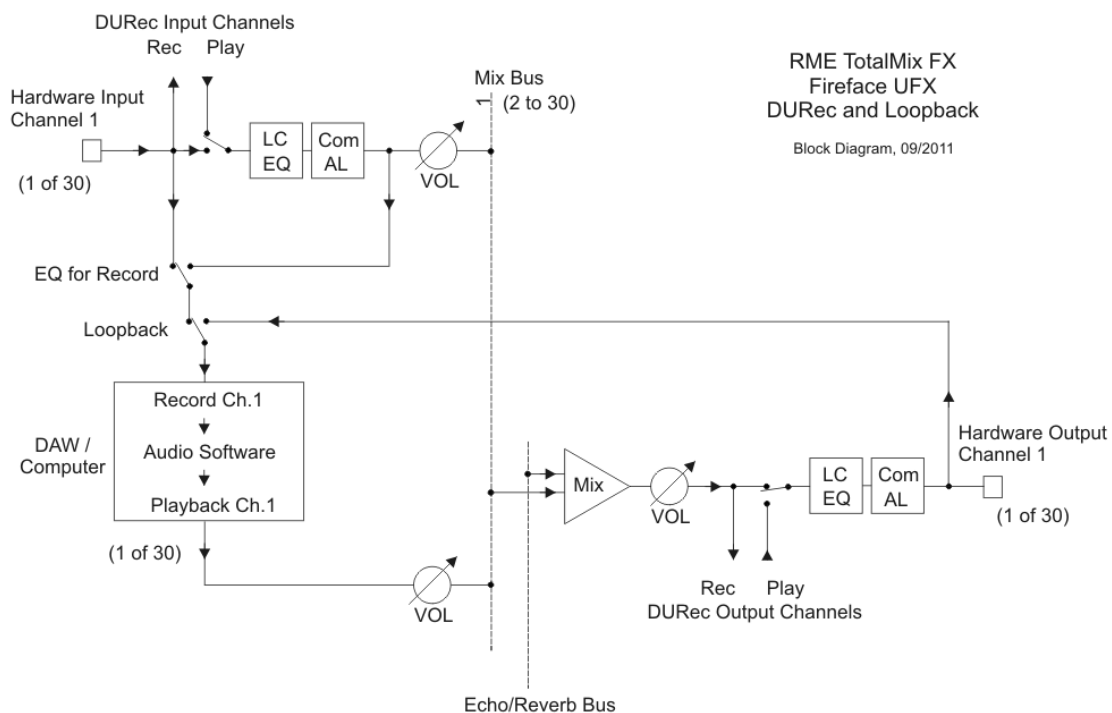 DURec Input Channels
Rec Play
Hardware Input
Channel 1
(1 of 30)
LC
EQ
Com
AL
VOL
Mix Bus
1 (2 to 30)
RME TotalMix FX
Fireface UFX
DURec and Loopback
Block Diagram, 09/2011
EQ for Record
Loopback
DAW /
Computer
Record Ch.1
Audio Software
Playback Ch.1
(1 of 30)
VOL
Mix
VOL
LC
EQ
Com
AL
Hardware Output
Channel 1
(1 of 30)
Rec Play
DURec Output Channels
Echo/Reverb Bus